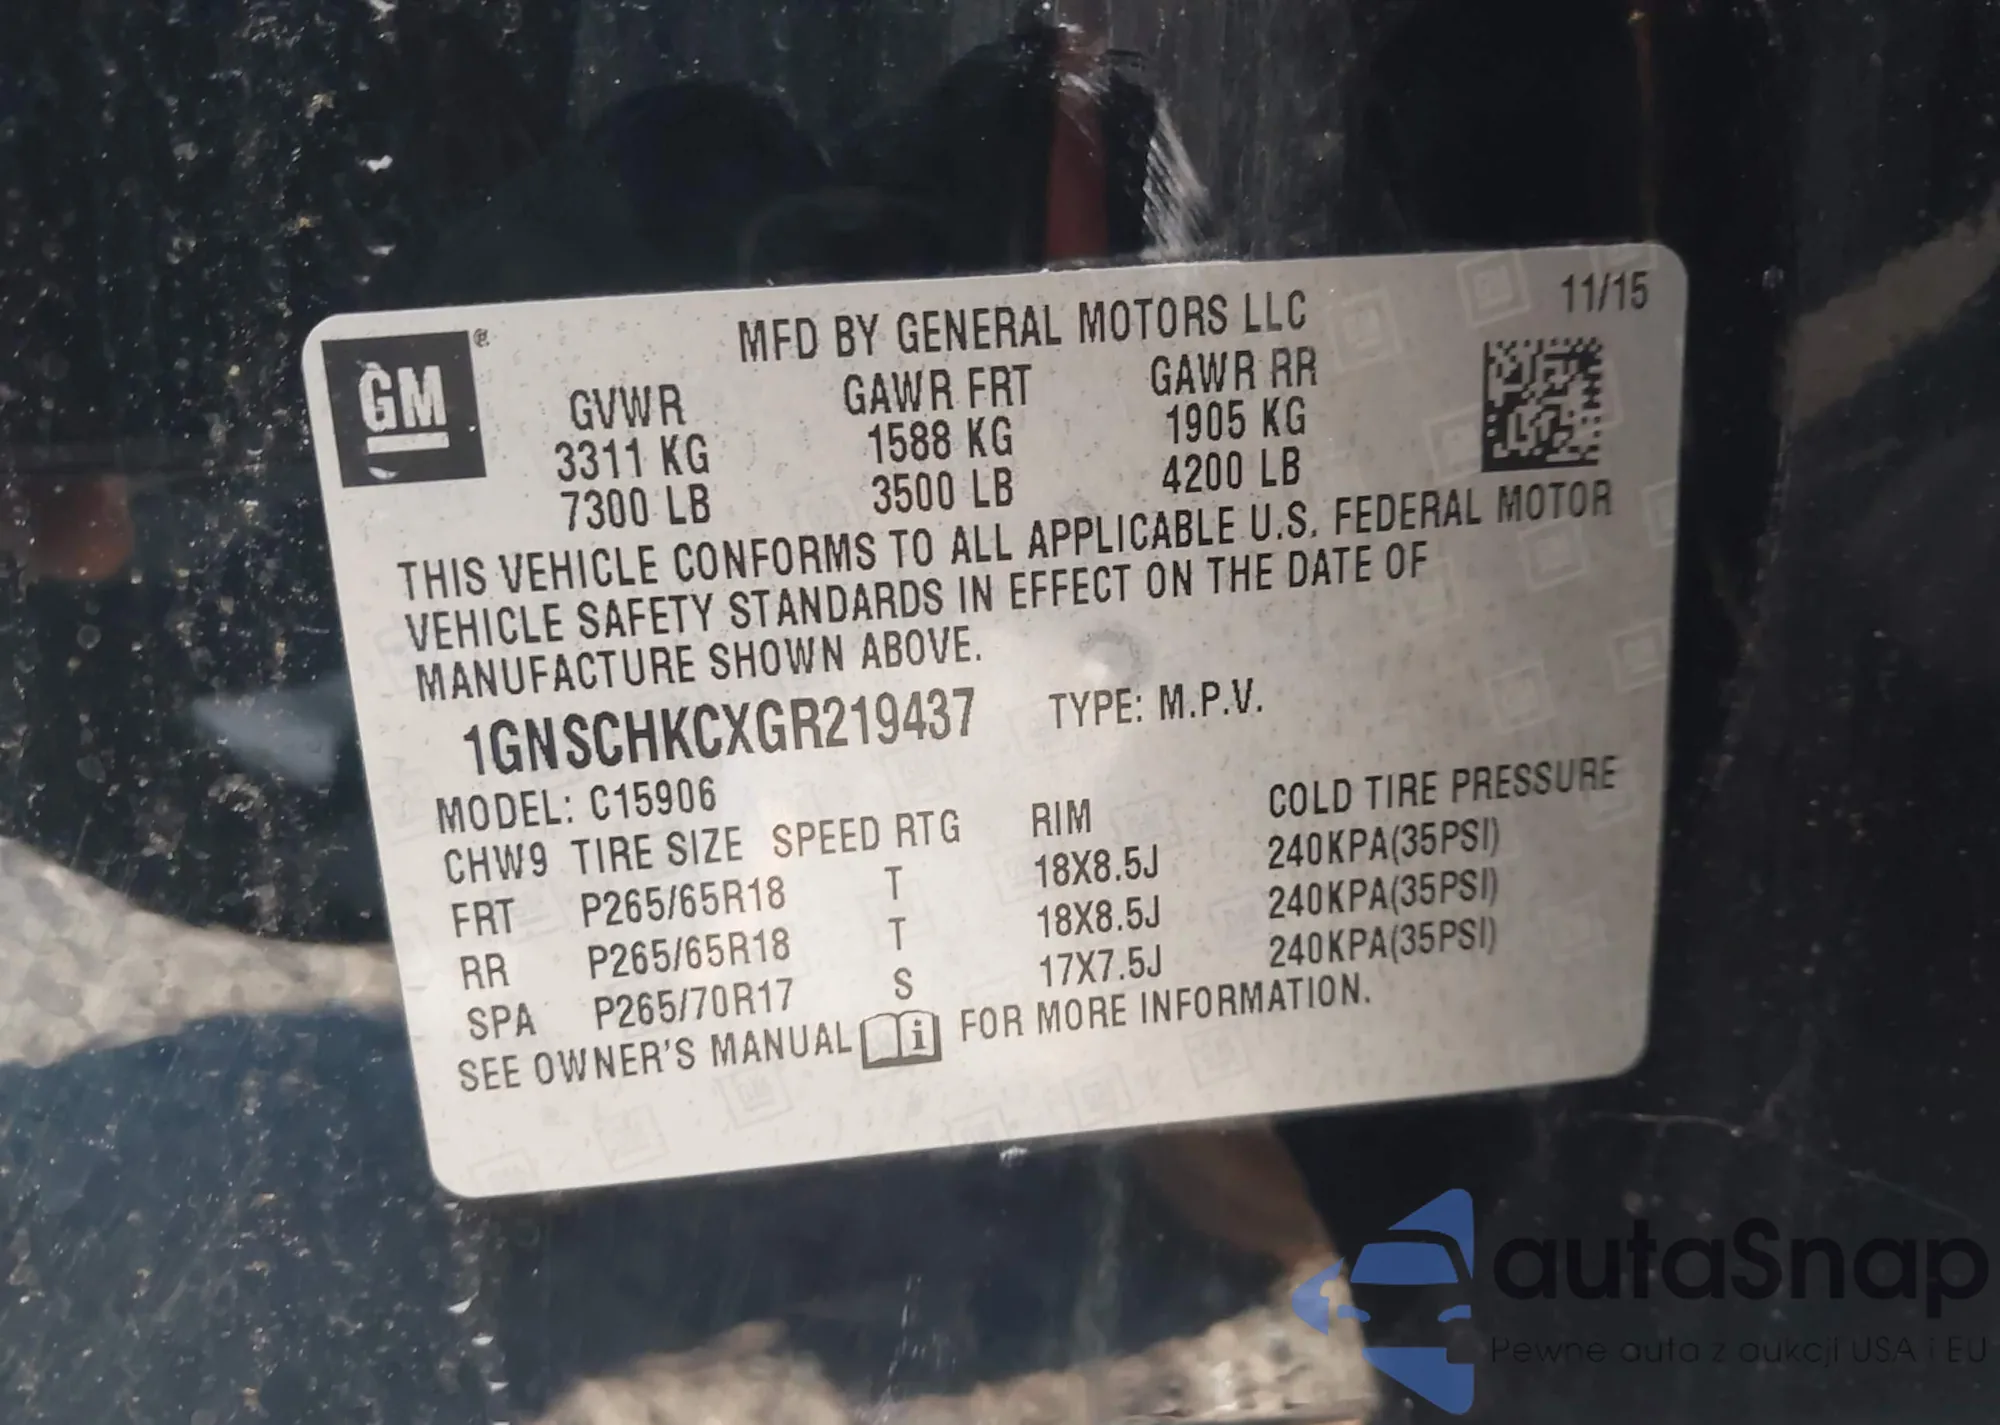 11/15
GM®
MFD BY GENERAL MOTORS LLC
GVWR GAWR FRT GAWR RR
3311 KG 1588 KG 1905 KG
7300 LB 3500 LB 4200 LB
THIS VEHICLE CONFORMS TO ALL APPLICABLE U.S. FEDERAL MOTOR
VEHICLE SAFETY STANDARDS IN EFFECT ON THE DATE OF
MANUFACTURE SHOWN ABOVE.
1GNSCHKCXGR219437 TYPE: M.P.V.
MODEL: C15906
CHW9 TIRE SIZE SPEED RTG RIM COLD TIRE PRESSURE
FRT P265/65R18 T 18X8.5J 240KPA(35PSI)
RR P265/65R18 T 18X8.5J 240KPA(35PSI)
SPA P265/70R17 S 17X7.5J 240KPA(35PSI)
SEE OWNER'S MANUAL i FOR MORE INFORMATION.
autaSnap
Pewne auta z aukcji USA i EU